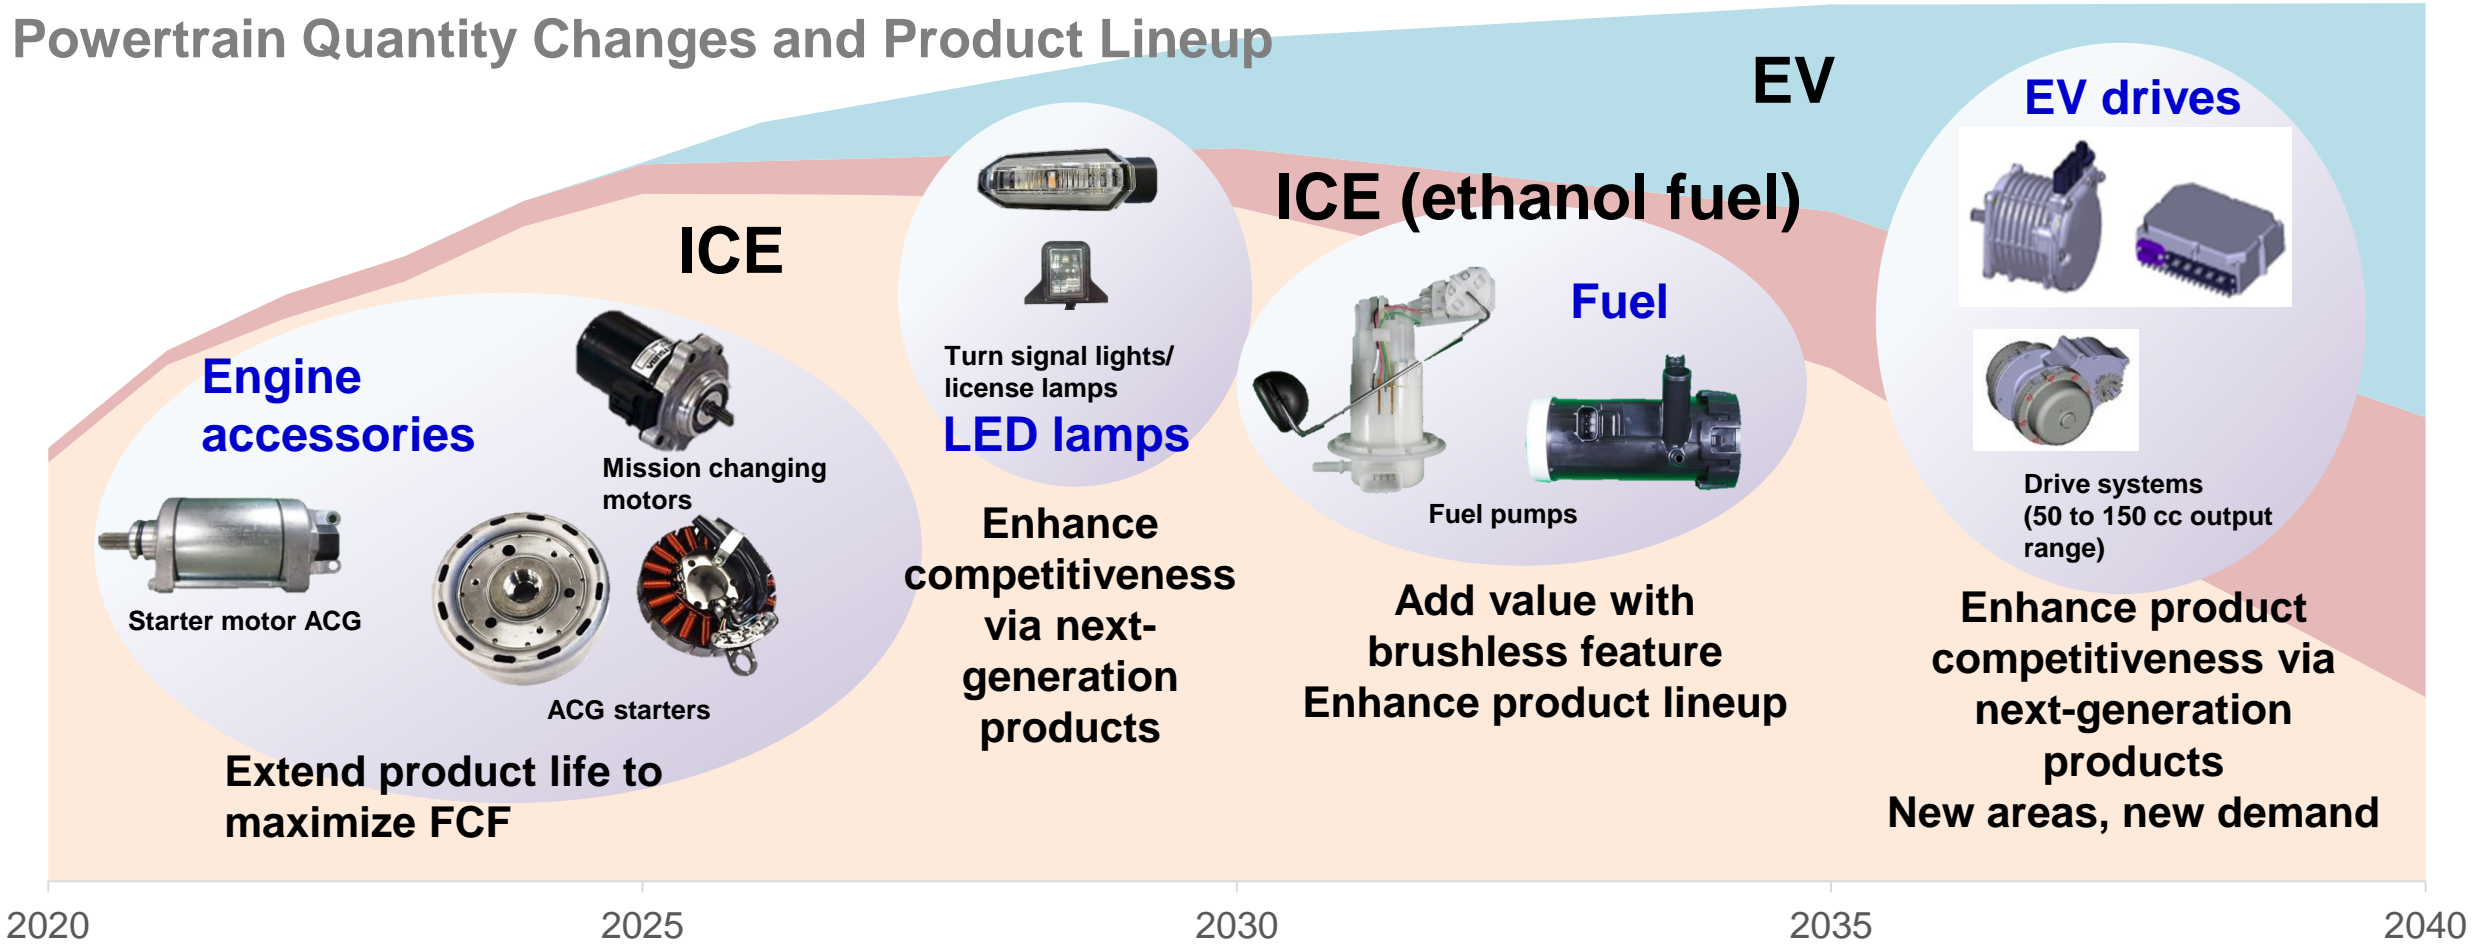 Powertrain Quantity Changes and Product Lineup
EV
ICE (ethanol fuel)
ICE
Engine
accessories
Mission changing
motors
Starter motor ACG
ACG starters
Extend product life to
maximize FCF
Turn signal lights/
license lamps
LED lamps
Enhance
competitiveness
via next-
generation
products
Fuel
Fuel pumps
Add value with
brushless feature
Enhance product lineup
EV drives
Drive systems
(50 to 150 cc output
range)
Enhance product
competitiveness via
next-generation
products
New areas, new demand
2020
2025
2030
2035
2040